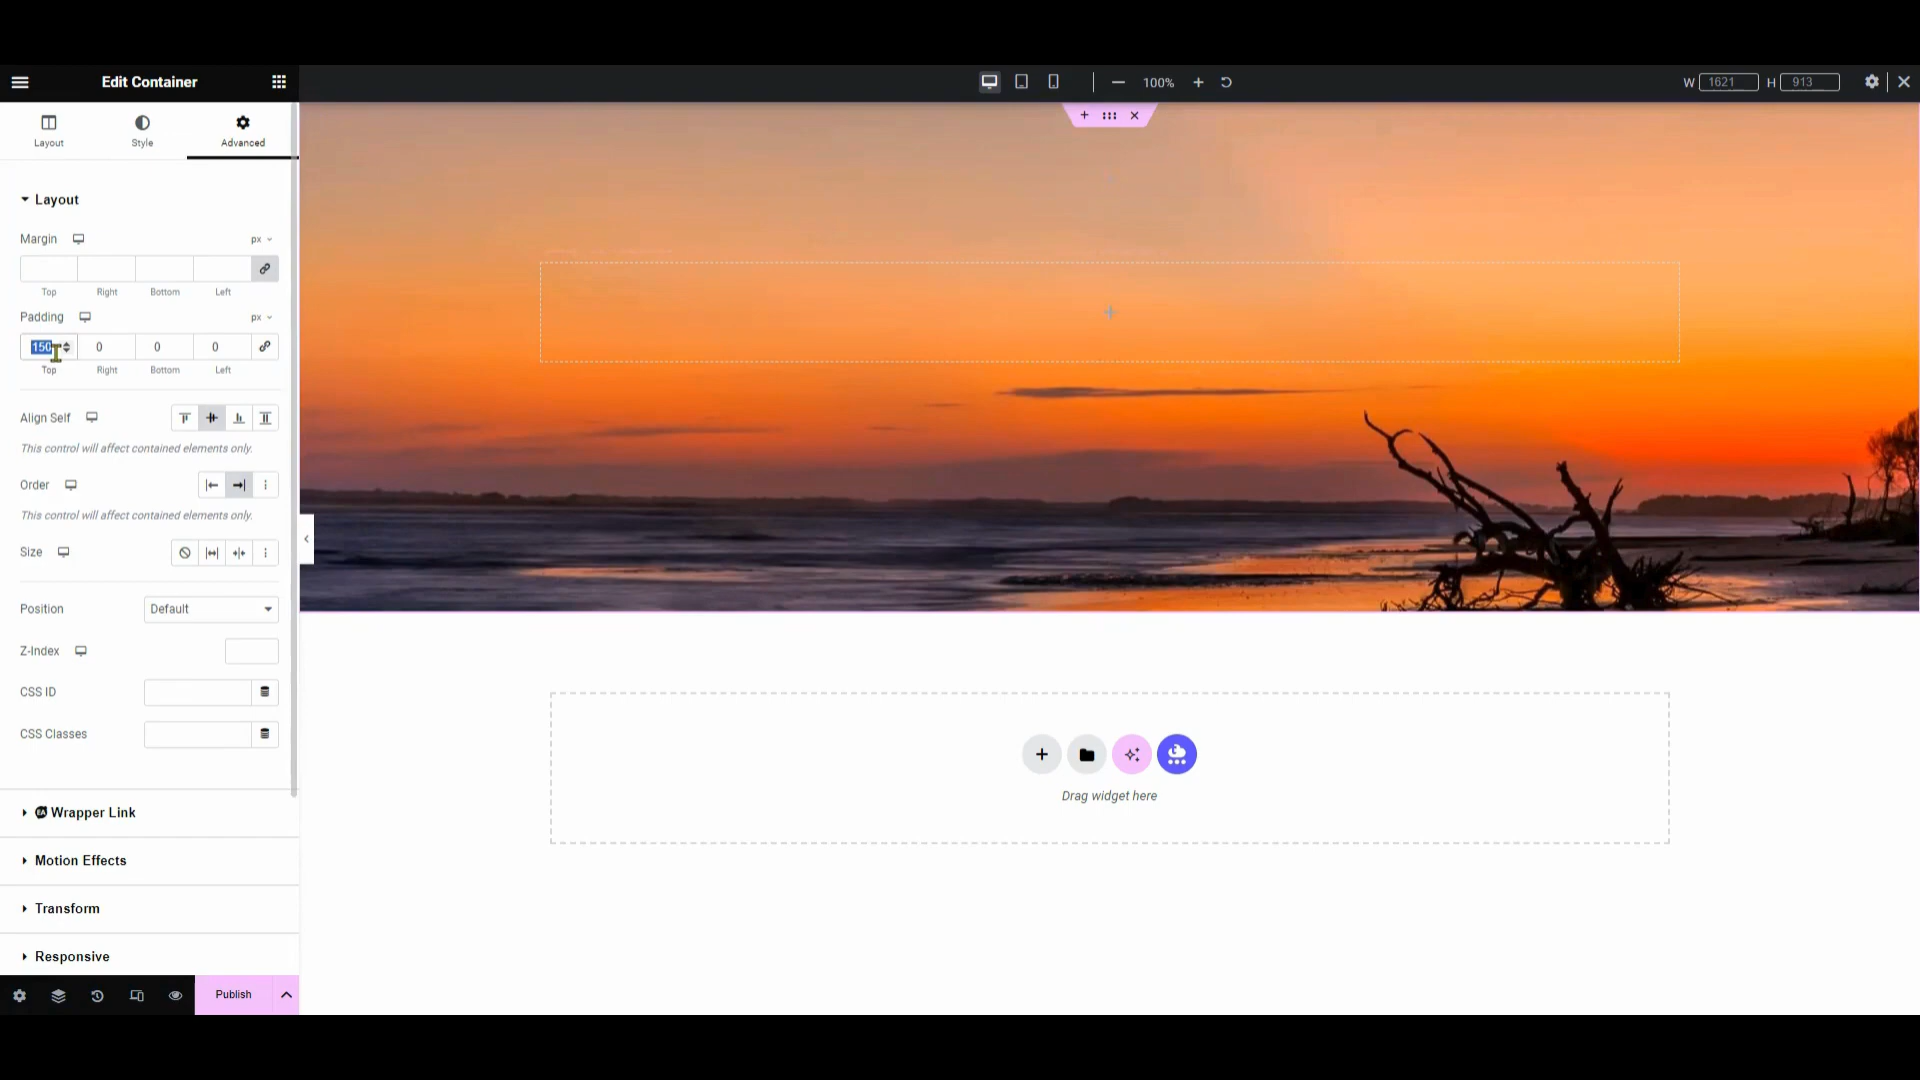 Edit Container
100%
W 1621 H 913
Layout
Style
Advanced
Layout
Margin
px
Top Right Bottom Left
Padding
px
150 0 0 0
Top Right Bottom Left
Align Self
This control will affect contained elements only.
Order
This control will affect contained elements only.
Size
Position
Default
Z-Index
CSS ID
CSS Classes
Wrapper Link
Motion Effects
Transform
Responsive
Publish
Drag widget here